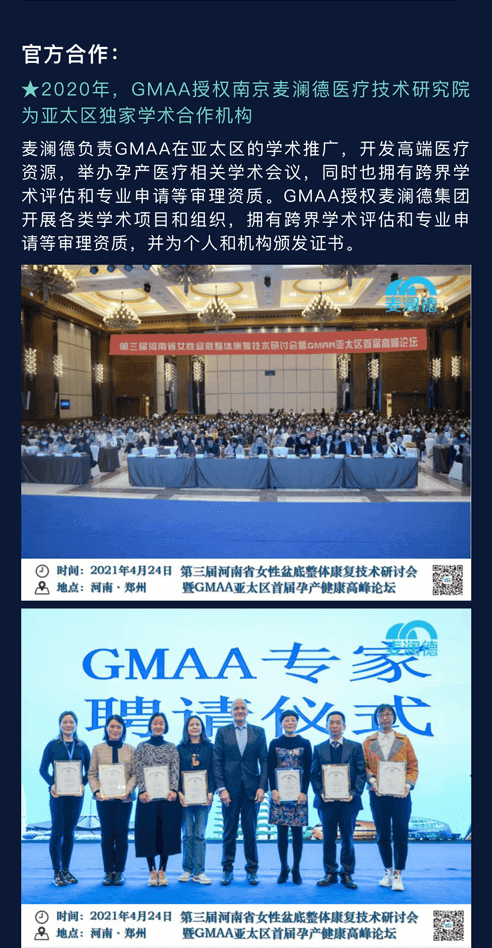 官方合作：
★2020年，GMAA授权南京麦澜德医疗技术研究院
为亚太区独家学术合作机构
麦澜德负责GMAA在亚太区的学术推广，开发高端医疗
资源，举办孕产医疗相关学术会议，同时也拥有跨界学
术评估和专业申请等审理资质。GMAA授权麦澜德集团
开展各类学术项目和组织，拥有跨界学术评估和专业申
请等审理资质，并为个人和机构颁发证书。
麦澜德
第三届河南省女性盆底整体康复技术研讨会暨GMAA亚太区首届高峰论坛
时间：2021年4月24日 第三届河南省女性盆底整体康复技术研讨会
地点：河南·郑州 暨GMAA亚太区首届孕产健康高峰论坛
麦澜德
GMAA专家
聘请仪式
时间：2021年4月24日 第三届河南省女性盆底整体康复技术研讨会
地点：河南·郑州 暨GMAA亚太区首届孕产健康高峰论坛